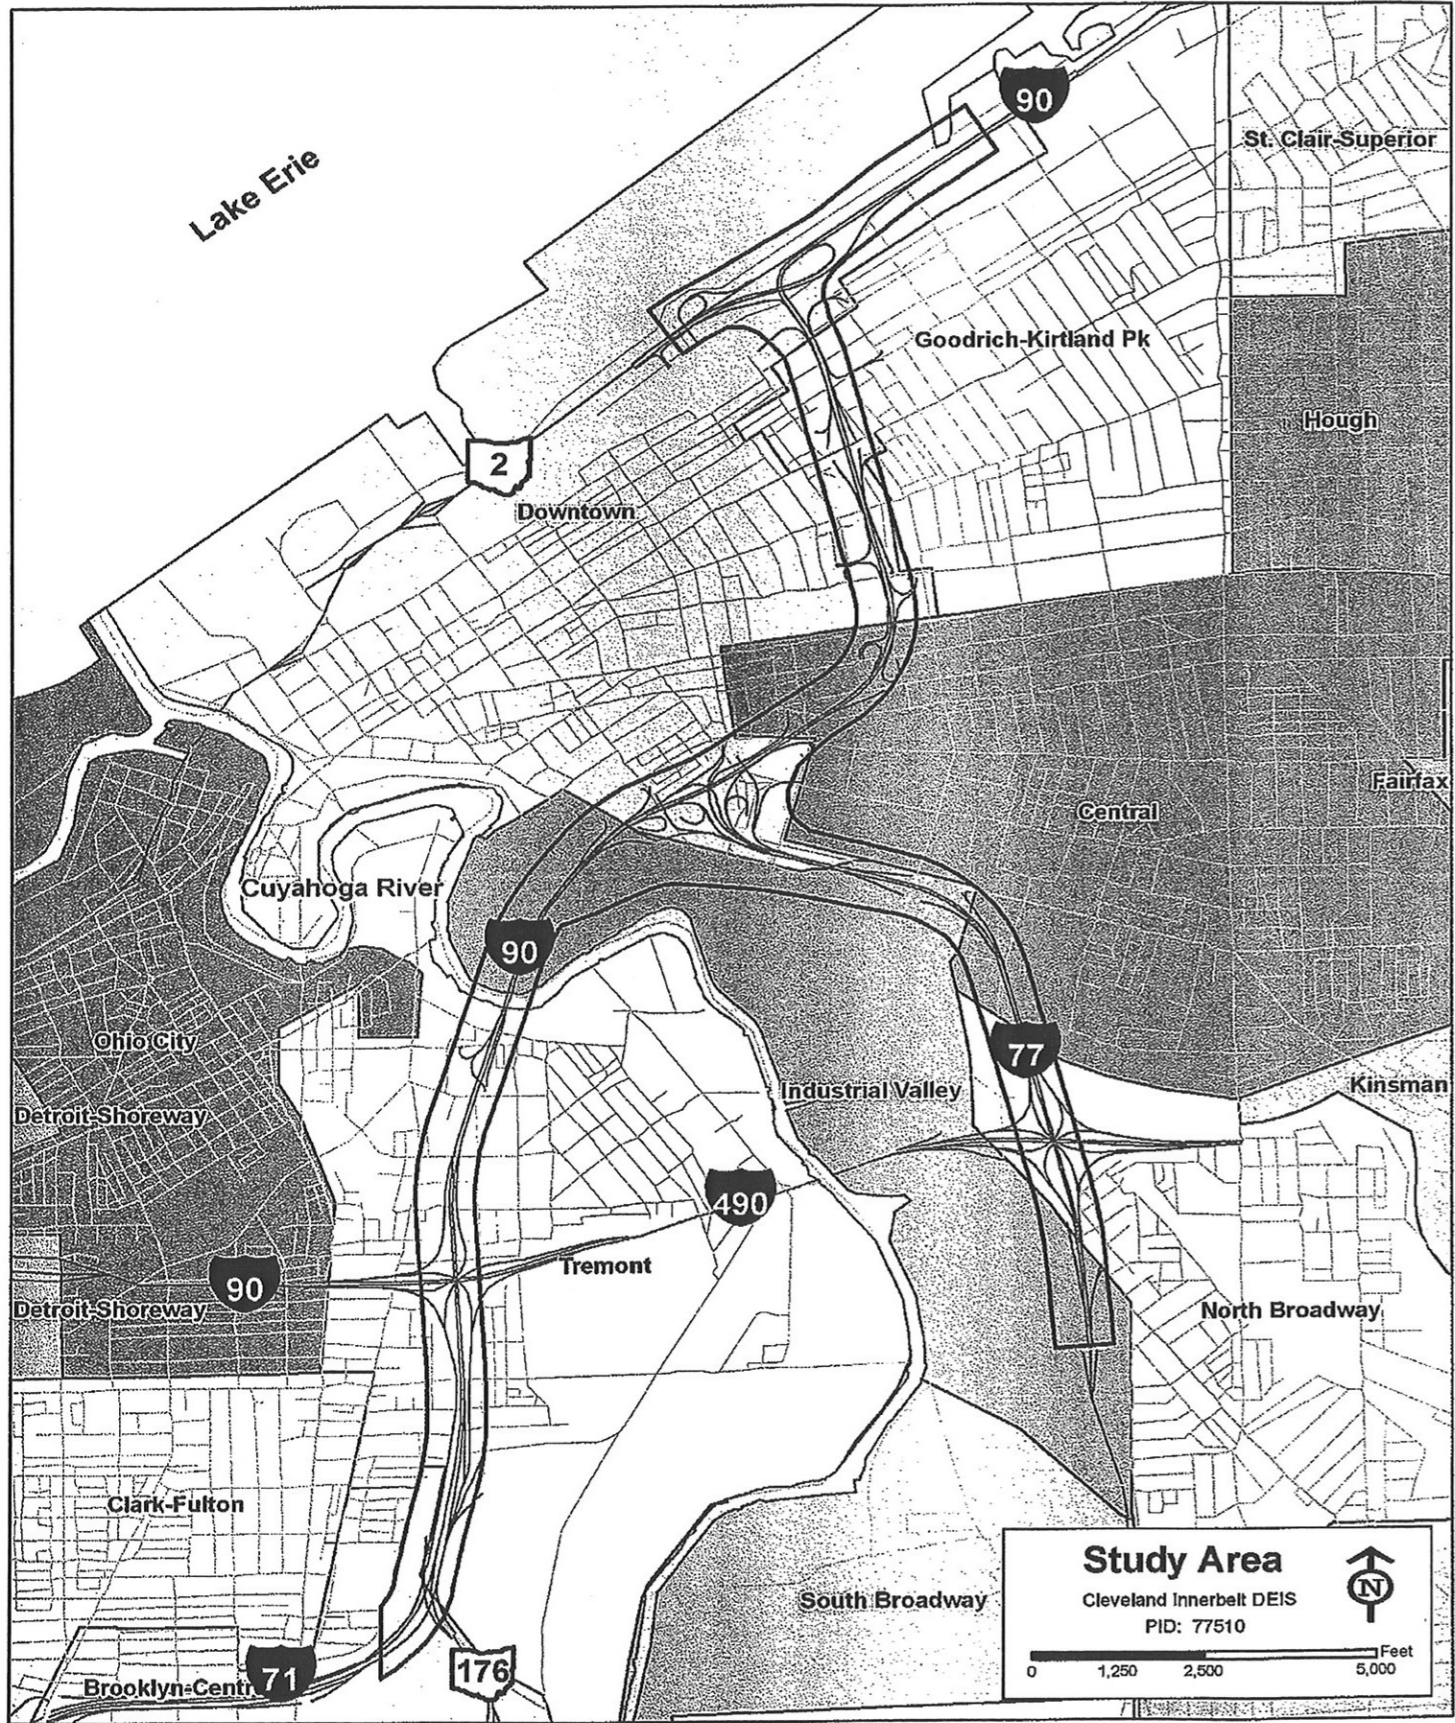 90
St. Clair-Superior
Lake Erie
Goodrich-Kirtland Pk
Hough
2
Downtown
Fairfax
Central
Cuyahoga River
90
Ohio City
77
Industrial Valley
Kinsman
Detroit-Shoreway
490
Tremont
90
Detroit-Shoreway
North Broadway
Clark-Fulton
South Broadway
Brooklyn-Centr
71
176
Study Area
Cleveland Innerbelt DEIS
PID: 77510
N
Feet
0 1,250 2,500 5,000